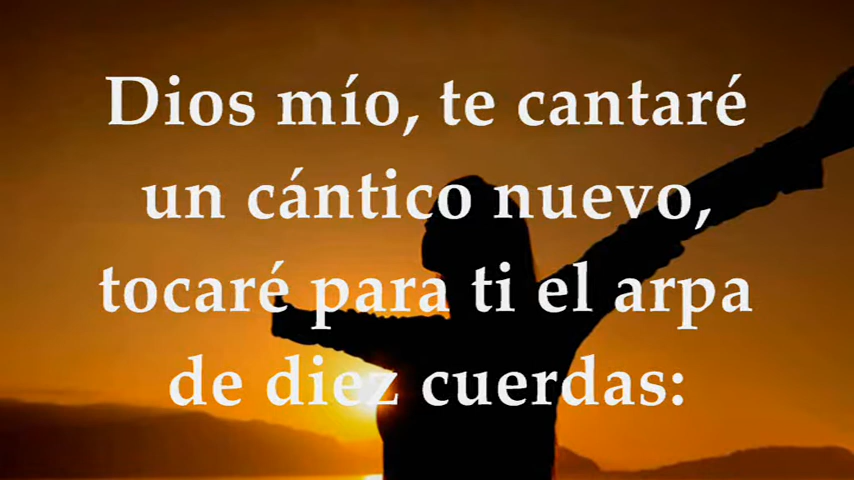 Dios mío, te cantaré
un cántico nuevo,
tocaré para ti el arpa
de diez cuerdas: